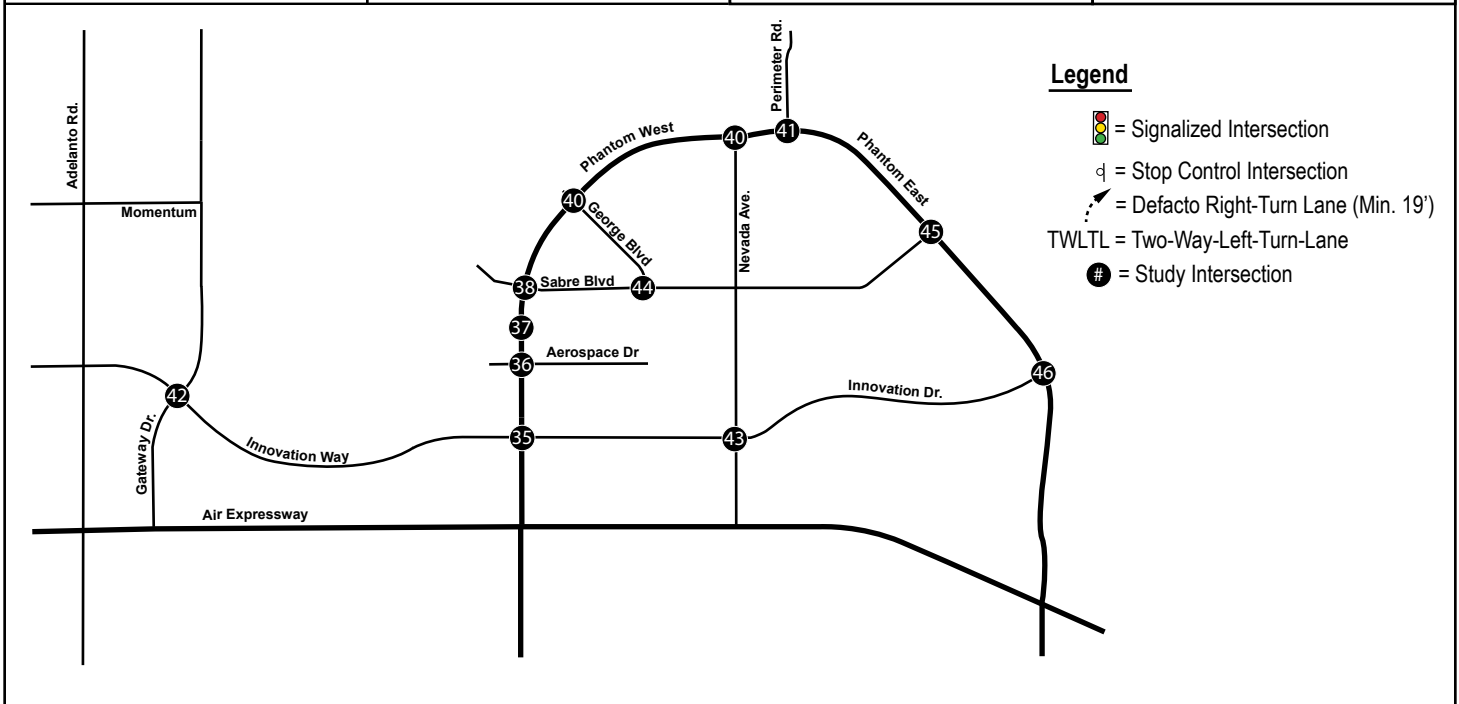 Perimeter Rd.
Legend
= Signalized Intersection
= Stop Control Intersection
= Defacto Right-Turn Lane (Min. 19')
TWLTL = Two-Way-Left-Turn-Lane
# = Study Intersection
Adelanto Rd.
Phantom West
40
41
Phantom East
Momentum
40
George Blvd
Nevada Ave.
45
38
Sabre Blvd
44
37
36
Aerospace Dr
46
42
Innovation Dr.
Gateway Dr.
Innovation Way
35
43
Air Expressway